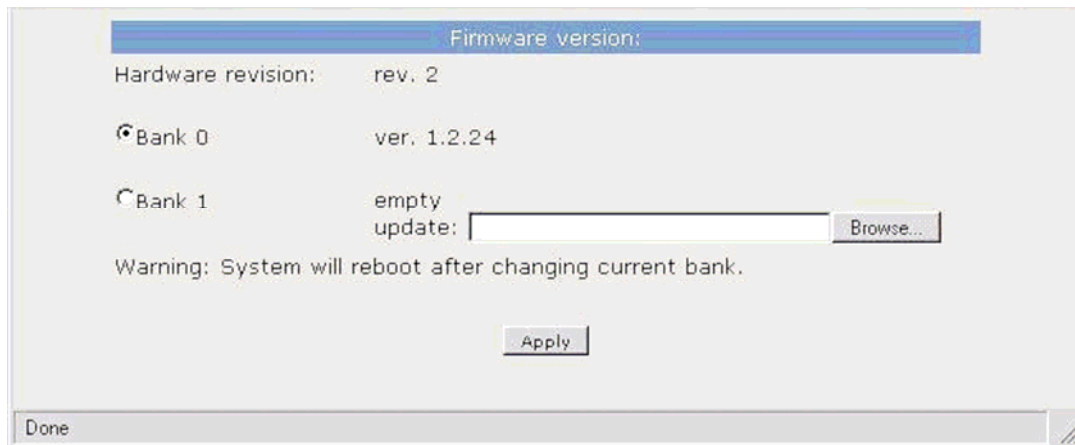 Firmware version:
Hardware revision: rev. 2
Bank 0 ver. 1.2.24
Bank 1 empty
update: Browse...
Warning: System will reboot after changing current bank.
Apply
Done